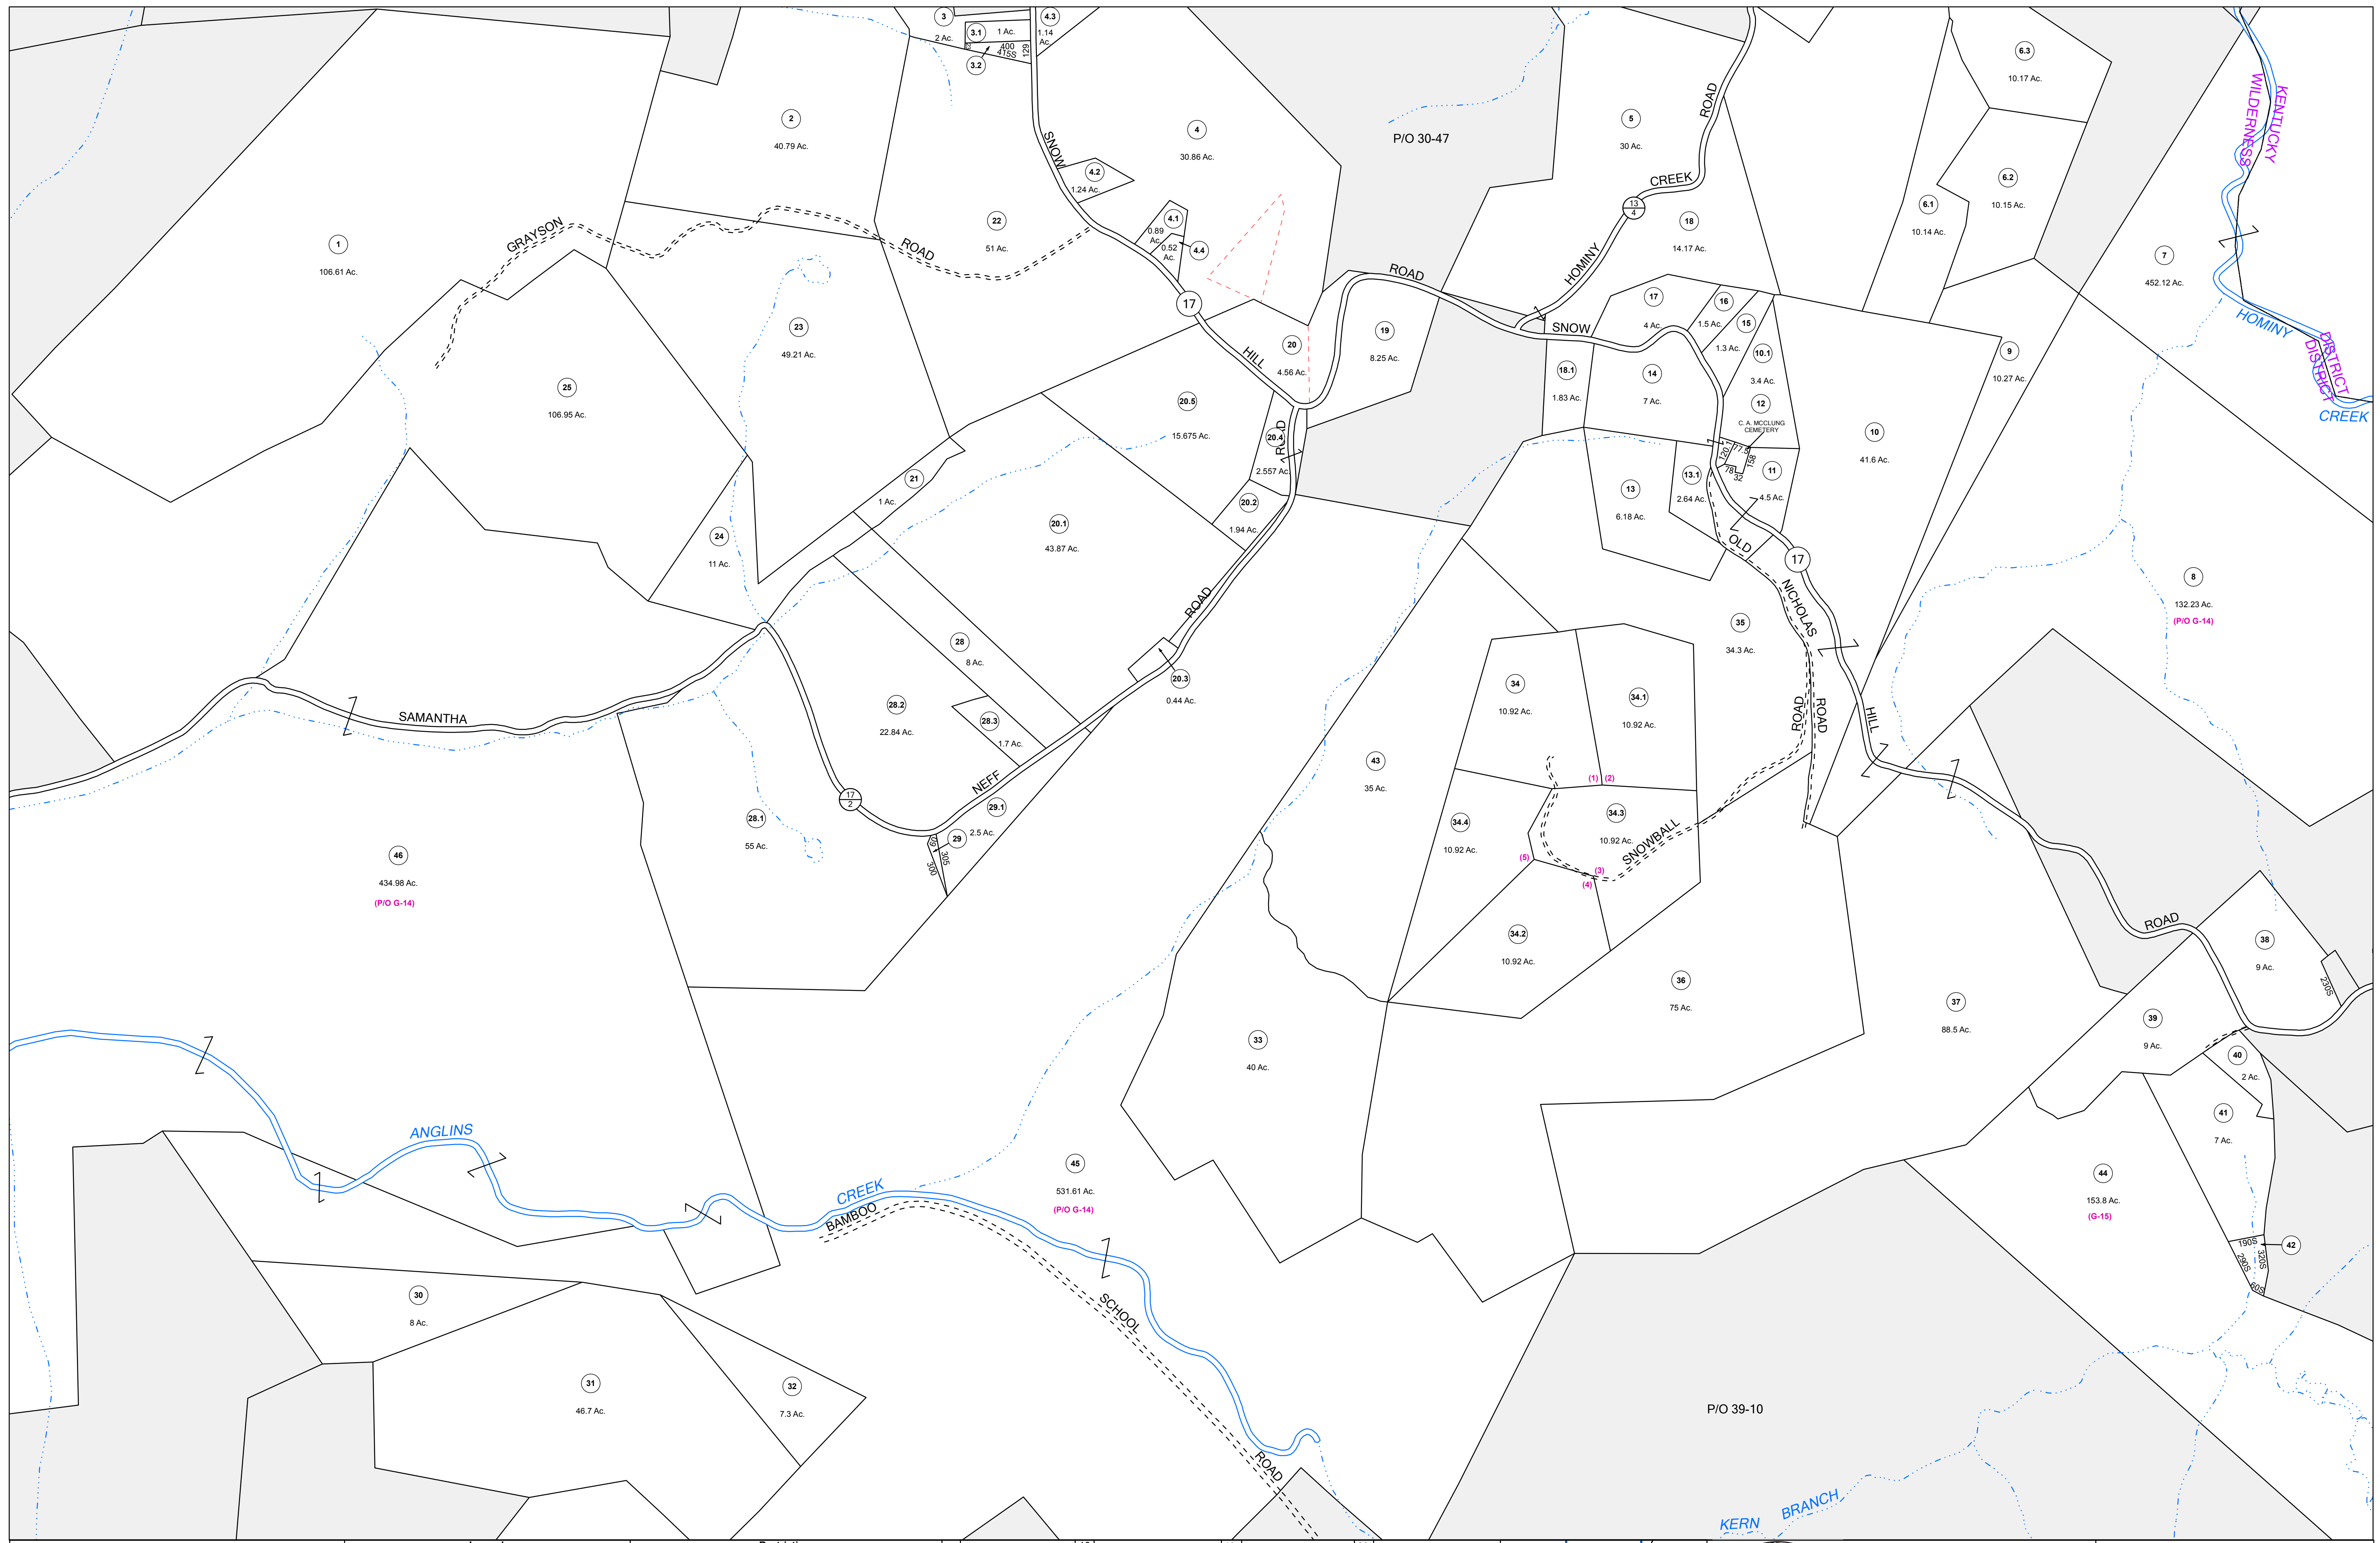 3
2 Ac.
3.1
1 Ac.
3.2
400
415S
129
4.3
1.14
Ac.
2
40.79 Ac.
SNOW
4
30.86 Ac.
4.2
1.24 Ac.
4.1
0.89
Ac.
4.4
0.52
Ac.
P/O 30-47
5
30 Ac.
ROAD
CREEK
13
4
HOMINY
18
14.17 Ac.
6.3
10.17 Ac.
6.2
10.15 Ac.
6.1
10.14 Ac.
WILDERNESS
KENTUCKY
7
452.12 Ac.
HOMINY
DISTRICT
DISTRICT
CREEK
1
106.61 Ac.
GRAYSON
ROAD
22
51 Ac.
17
ROAD
SNOW
HILL
23
49.21 Ac.
25
106.95 Ac.
20
4.56 Ac.
19
8.25 Ac.
17
4 Ac.
16
1.5 Ac.
15
1.3 Ac.
10.1
3.4 Ac.
18.1
1.83 Ac.
14
7 Ac.
12
C. A. MCCLUNG
CEMETERY
120
77.5
158
78
32
11
4.5 Ac.
10
41.6 Ac.
9
10.27 Ac.
20.5
15.675 Ac.
20.4
2.557 Ac.
ROAD
20.2
1.94 Ac.
20.1
43.87 Ac.
21
1 Ac.
24
11 Ac.
13
6.18 Ac.
13.1
2.64 Ac.
OLD
17
NICHOLAS
8
132.23 Ac.
(P/O G-14)
35
34.3 Ac.
ROAD
ROAD
ROAD
HILL
28
8 Ac.
20.3
0.44 Ac.
28.2
22.84 Ac.
28.3
1.7 Ac.
SAMANTHA
NEFF
17
2
28.1
55 Ac.
29.1
2.5 Ac.
29
60
305
300
34
10.92 Ac.
34.1
10.92 Ac.
(1)
(2)
34.3
10.92 Ac.
34.4
10.92 Ac.
(5)
(3)
(4)
SNOWBALL
34.2
10.92 Ac.
43
35 Ac.
46
434.98 Ac.
(P/O G-14)
ROAD
38
9 Ac.
230S
36
75 Ac.
37
88.5 Ac.
39
9 Ac.
40
2 Ac.
41
7 Ac.
33
40 Ac.
ANGLINS
CREEK
BAMBOO
45
531.61 Ac.
(P/O G-14)
44
153.8 Ac.
(G-15)
190S
42
290S
320S
60S
SCHOOL
ROAD
30
8 Ac.
31
46.7 Ac.
32
7.3 Ac.
P/O 39-10
KERN
BRANCH